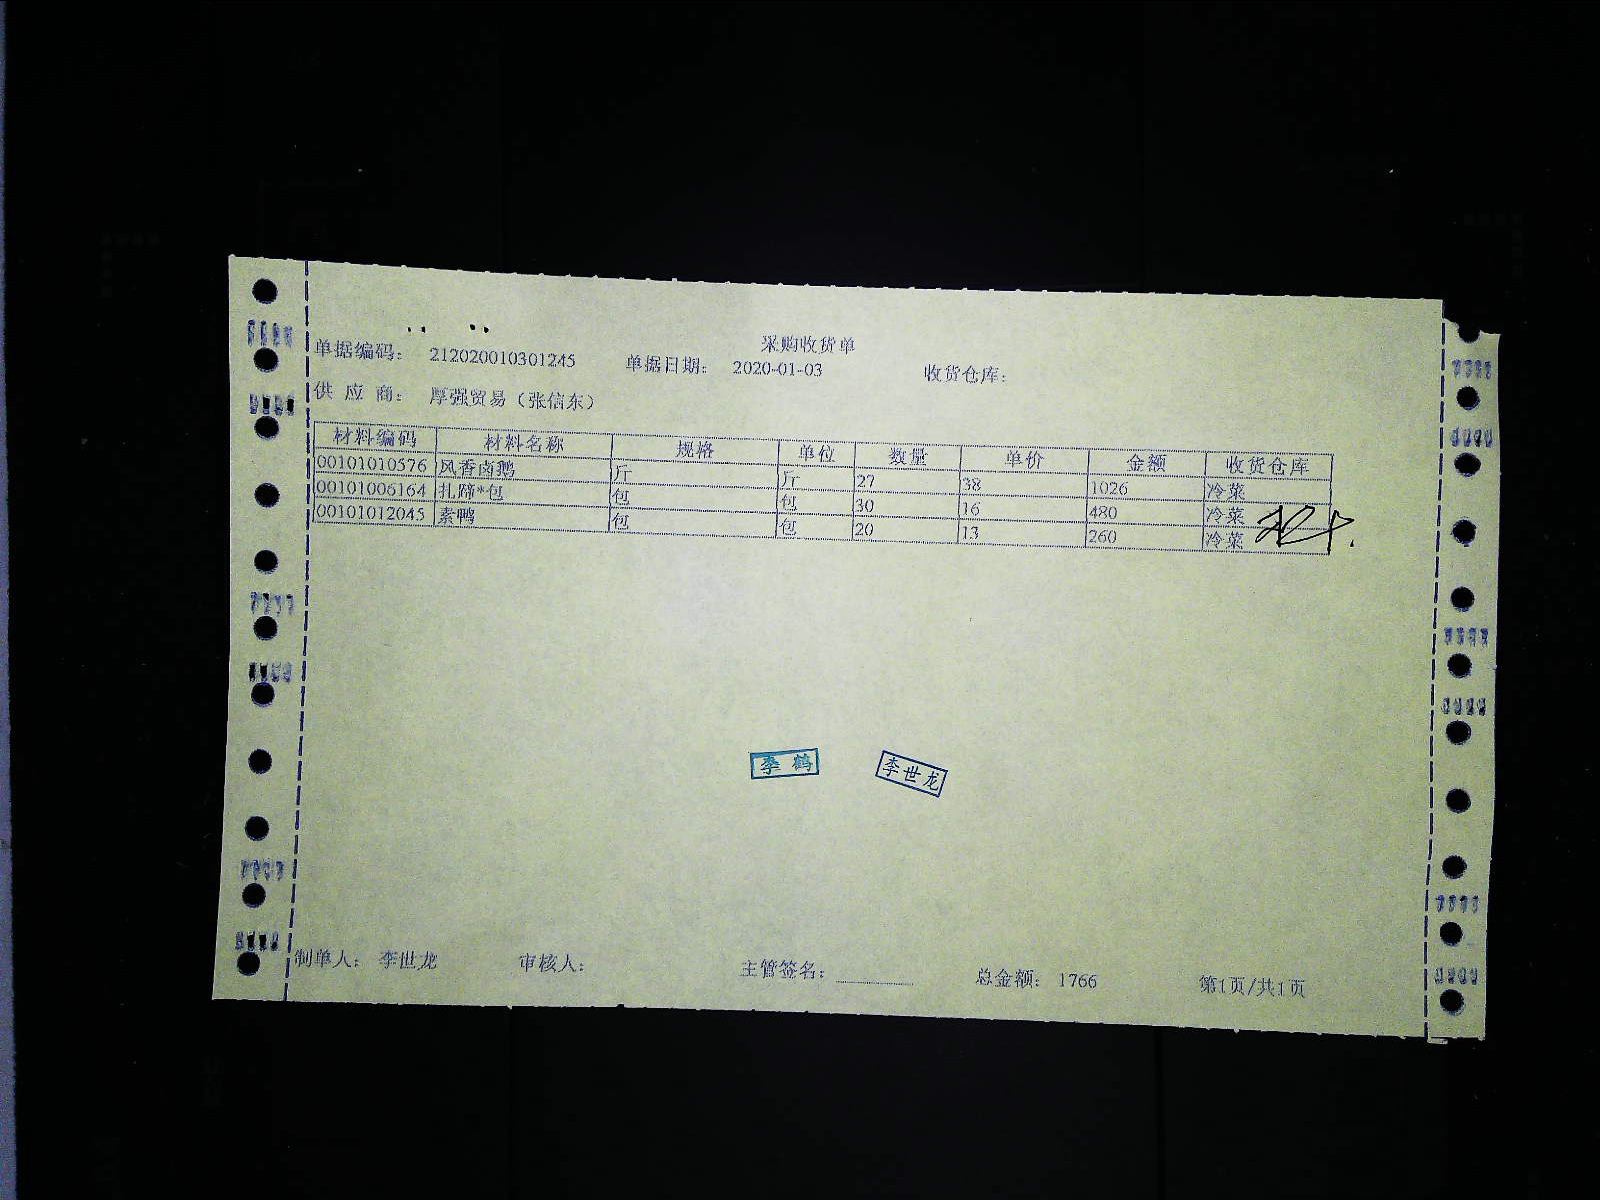 采购收货单
单据编码： 212020010301245 单据日期： 2020-01-03 收货仓库：
供 应 商： 厚强贸易（张信东）
材料编码 材料名称 规格 单位 数量 单价 金额 收货仓库
00101010576 风香卤鹅 斤 斤 27 38 1026 冷菜
00101006164 扎蹄*包 包 包 30 16 480 冷菜
00101012045 素鸭 包 包 20 13 260 冷菜
李 鹤 李世龙
制单人： 李世龙 审核人： 主管签名： 总金额： 1766 第1页/共1页